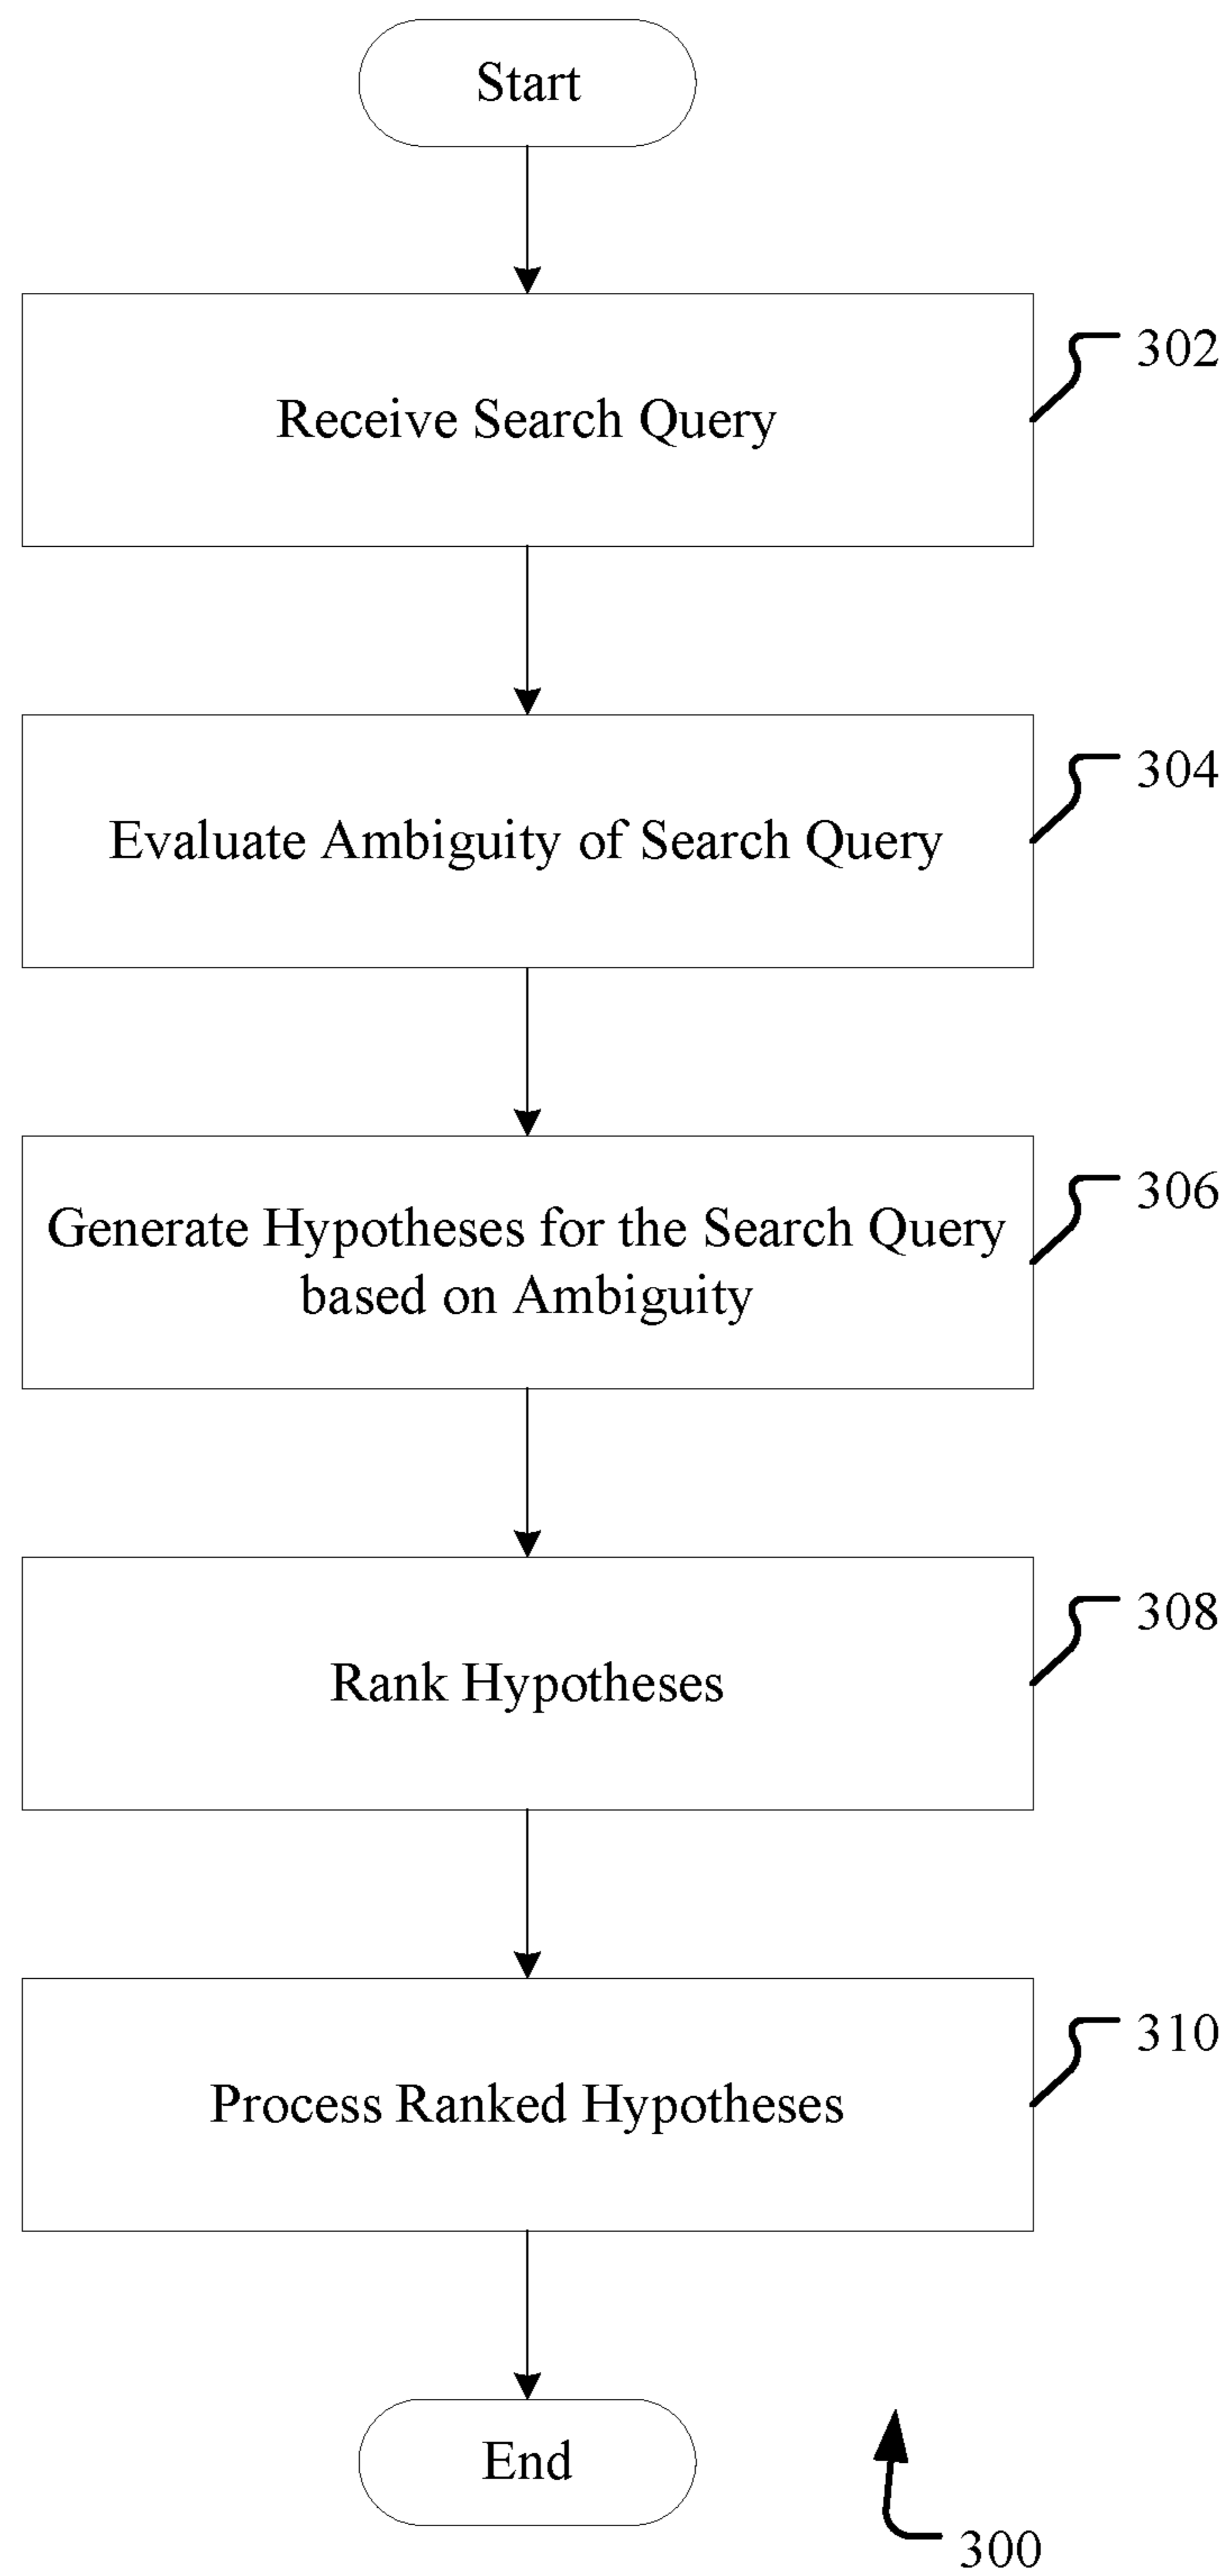 Start
302
Receive Search Query
304
Evaluate Ambiguity of Search Query
306
Generate Hypotheses for the Search Query
based on Ambiguity
308
Rank Hypotheses
310
Process Ranked Hypotheses
End
300